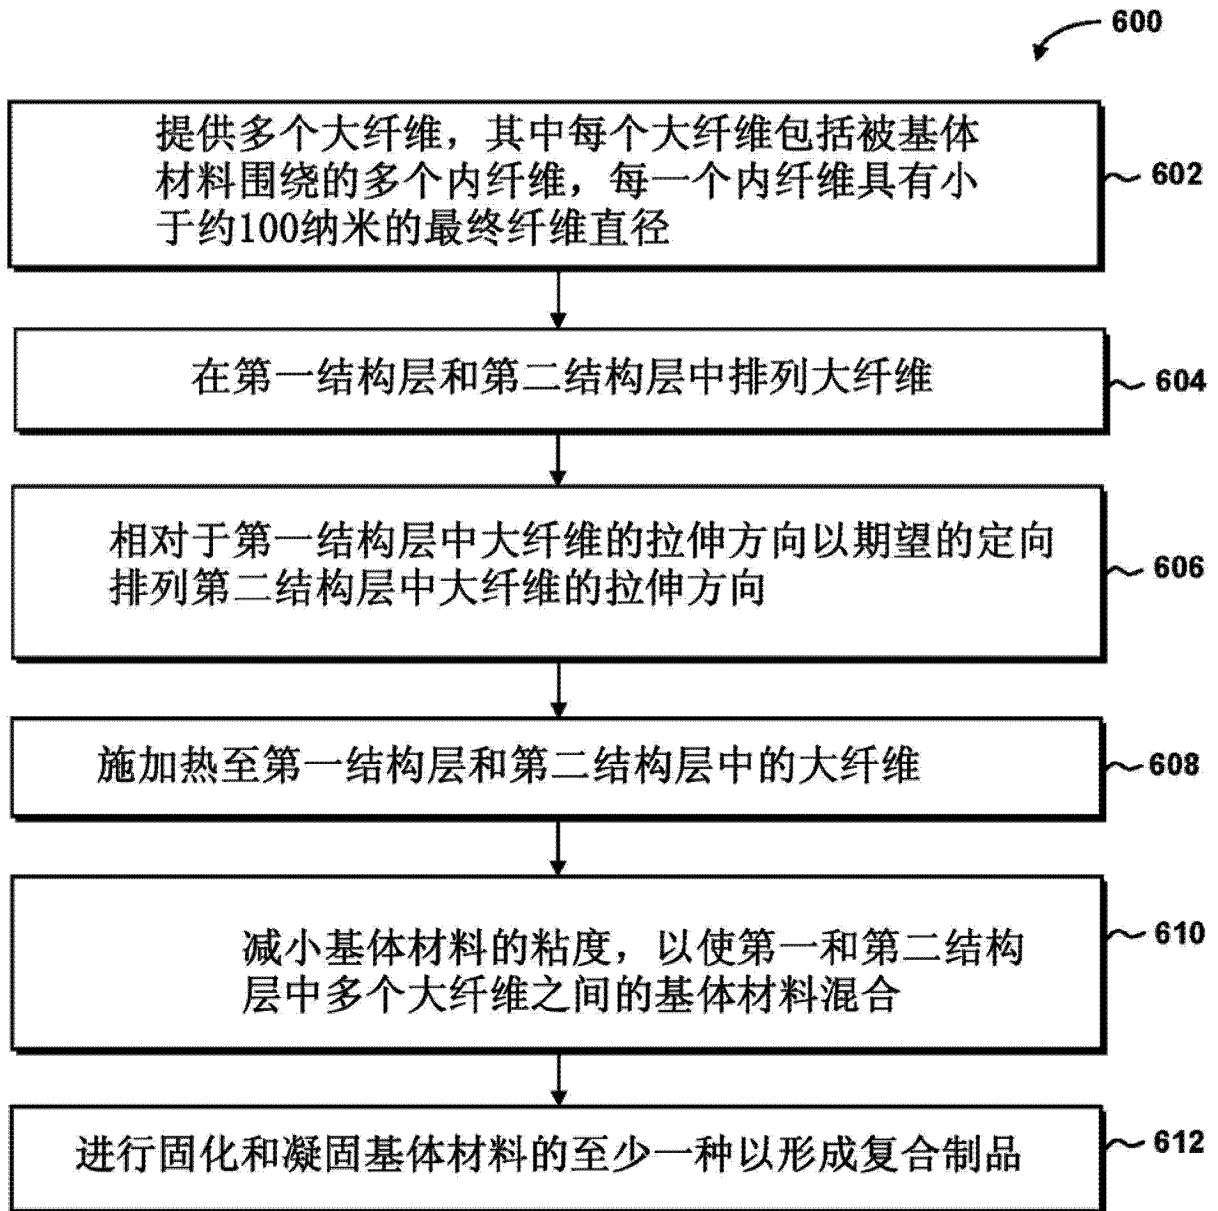 600
提供多个大纤维，其中每个大纤维包括被基体
材料围绕的多个内纤维，每一个内纤维具有小
于约100纳米的最终纤维直径
602
在第一结构层和第二结构层中排列大纤维
604
相对于第一结构层中大纤维的拉伸方向以期望的定向
排列第二结构层中大纤维的拉伸方向
606
施加热至第一结构层和第二结构层中的大纤维
608
减小基体材料的粘度，以使第一和第二结构
层中多个大纤维之间的基体材料混合
610
进行固化和凝固基体材料的至少一种以形成复合制品
612